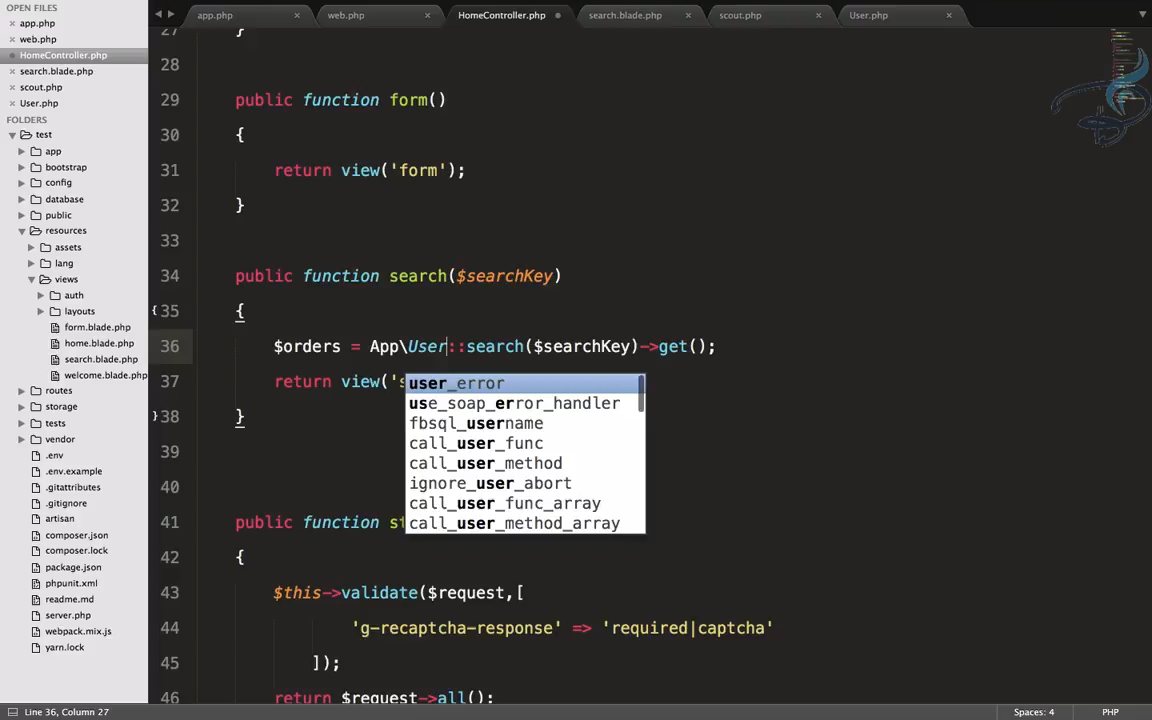 OPEN FILES
app.php
web.php
HomeController.php
search.blade.php
scout.php
User.php
FOLDERS
test
app
bootstrap
config
database
public
resources
assets
lang
views
auth
layouts
form.blade.php
home.blade.php
search.blade.php
welcome.blade.php
routes
storage
tests
vendor
.env
.env.example
.gitattributes
.gitignore
artisan
composer.json
composer.lock
package.json
phpunit.xml
readme.md
server.php
webpack.mix.js
yarn.lock
app.php web.php HomeController.php search.blade.php scout.php User.php
27 }
28
29 public function form()
30 {
31 return view('form');
32 }
33
34 public function search($searchKey)
35 {
36 $orders = App\User::search($searchKey)->get();
37 return view('s
38 }
39
40
41 public function st
42 {
43 $this->validate($request,[
44 'g-recaptcha-response' => 'required|captcha'
45 ]);
46 return $request->all();
user_error
use_soap_error_handler
fbsql_username
call_user_func
call_user_method
ignore_user_abort
call_user_func_array
call_user_method_array
Line 36, Column 27 Spaces: 4 PHP